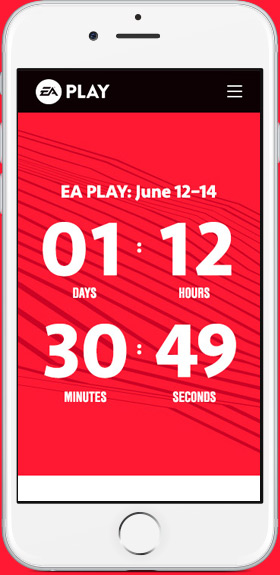 EA PLAY
EA PLAY: June 12–14
01 : 12
DAYS HOURS
30 : 49
MINUTES SECONDS